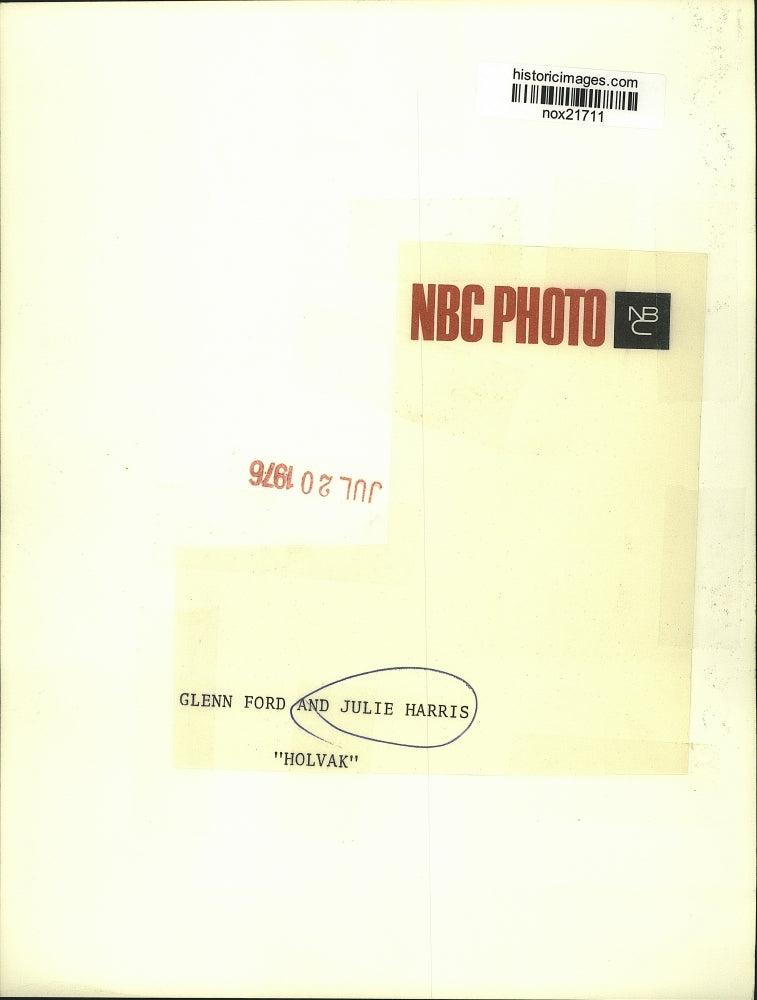 historicimages.com
nox21711
NBC PHOTO
NBC
JUL 20 1976
GLENN FORD AND JULIE HARRIS
"HOLVAK"